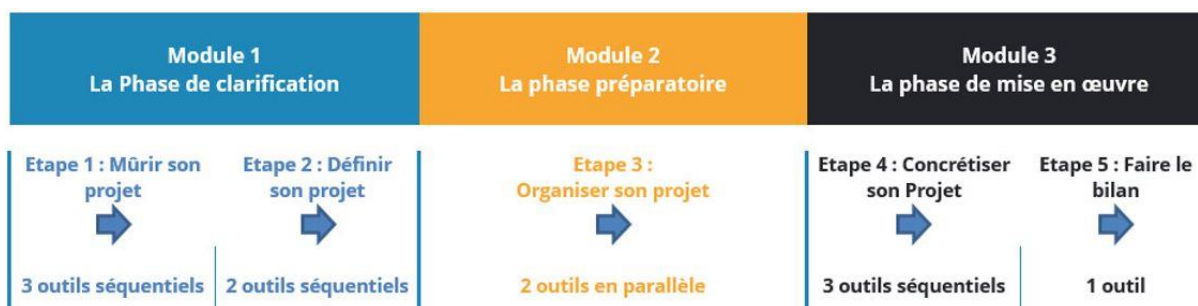 Module 1
La Phase de clarification
Module 2
La phase préparatoire
Module 3
La phase de mise en œuvre
Etape 1 : Mûrir son
projet
Etape 2 : Définir
son projet
Etape 3 :
Organiser son projet
Etape 4 : Concrétiser
son Projet
Etape 5 : Faire le
bilan
3 outils séquentiels
2 outils séquentiels
2 outils en parallèle
3 outils séquentiels
1 outil